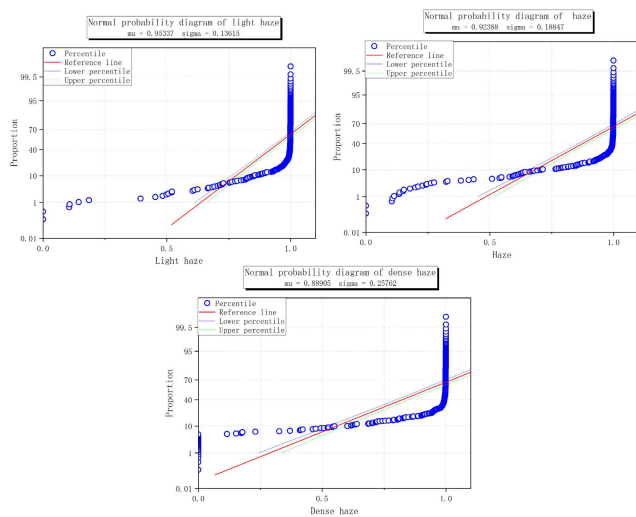 Normal probability diagram of light haze
mu = 0.95337 sigma = 0.13615
Percentile
Reference line
Lower percentile
Upper percentile
99.5
95
70
40
10
1
0.01
Proportion
0.0
0.5
1.0
Light haze
Normal probability diagram of haze
mu = 0.92388 sigma = 0.18847
Percentile
Reference line
Lower percentile
Upper percentile
99.5
95
70
40
10
1
0.01
Proportion
0.0
0.5
1.0
Haze
Normal probability diagram of dense haze
mu = 0.88905 sigma = 0.25762
Percentile
Reference line
Lower percentile
Upper percentile
99.5
95
70
40
10
1
0.01
Proportion
0.0
0.5
1.0
Dense haze